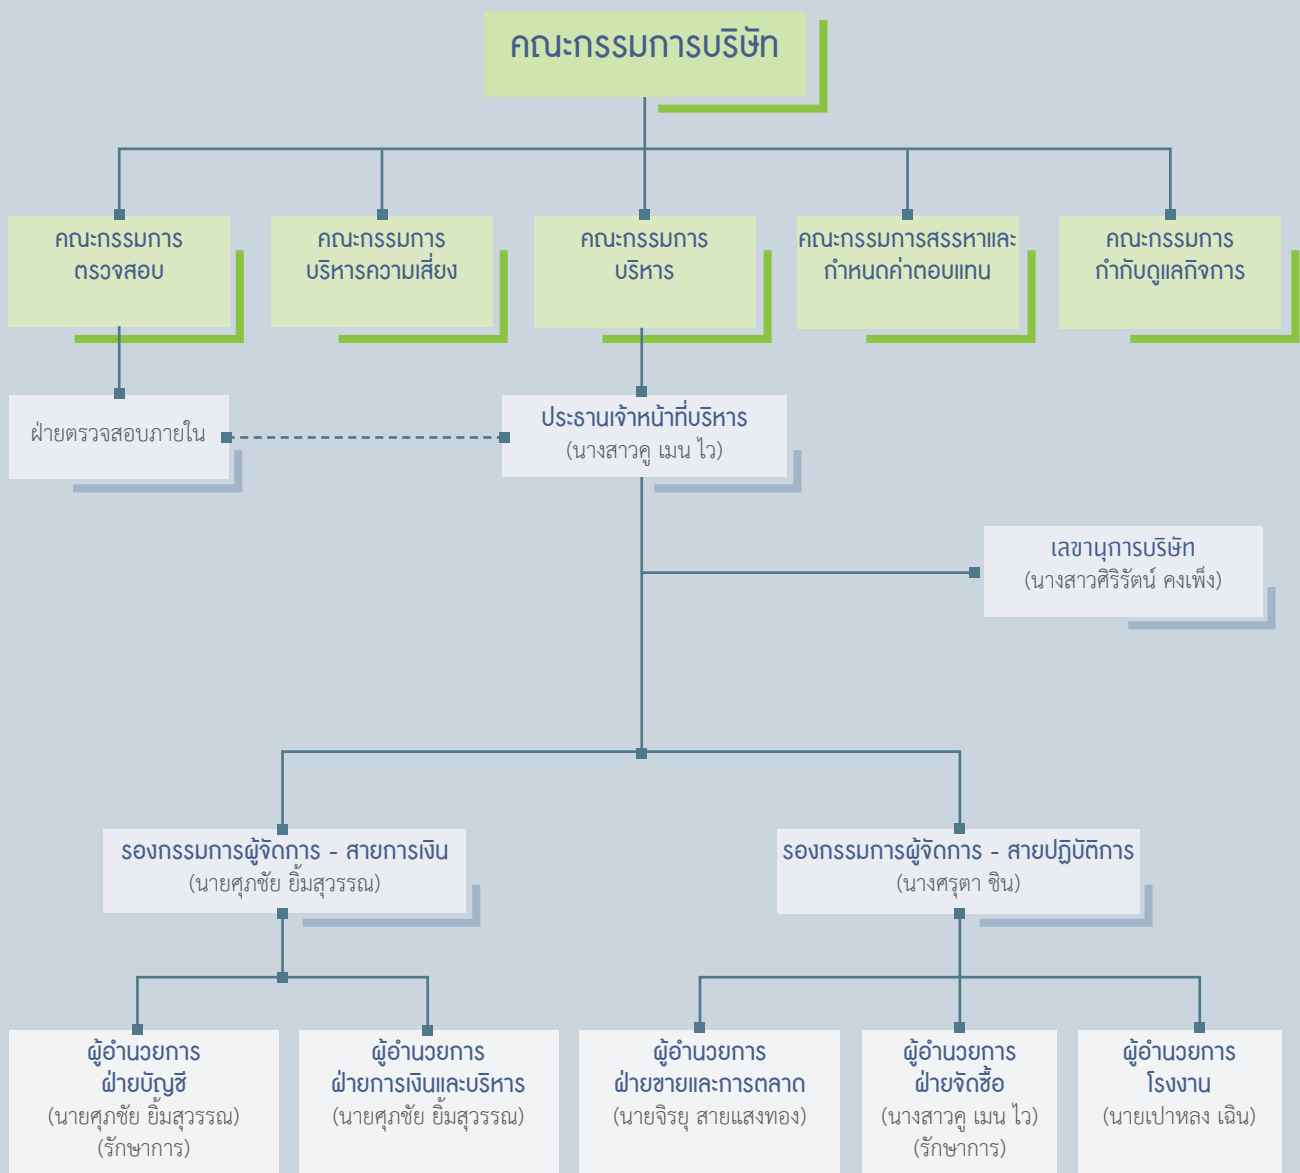 คณะกรรมการบริษัท
คณะกรรมการ
ตรวจสอบ
คณะกรรมการ
บริหารความเสี่ยง
คณะกรรมการ
บริหาร
คณะกรรมการสรรหาและ
กำหนดค่าตอบแทน
คณะกรรมการ
กำกับดูแลกิจการ
ฝ่ายตรวจสอบภายใน
ประธานเจ้าหน้าที่บริหาร
(นางสาวคู เมน ไว)
เลขานุการบริษัท
(นางสาวศิริรัตน์ คงเพ็ง)
รองกรรมการผู้จัดการ - สายการเงิน
(นายศุภชัย ยิ้มสุวรรณ)
รองกรรมการผู้จัดการ - สายปฏิบัติการ
(นางศรุตา ชิน)
ผู้อำนวยการ
ฝ่ายบัญชี
(นายศุภชัย ยิ้มสุวรรณ)
(รักษาการ)
ผู้อำนวยการ
ฝ่ายการเงินและบริหาร
(นายศุภชัย ยิ้มสุวรรณ)
ผู้อำนวยการ
ฝ่ายขายและการตลาด
(นายจิรยุ สายแสงทอง)
ผู้อำนวยการ
ฝ่ายจัดซื้อ
(นางสาวคู เมน ไว)
(รักษาการ)
ผู้อำนวยการ
โรงงาน
(นายเปาหลง เฉิน)